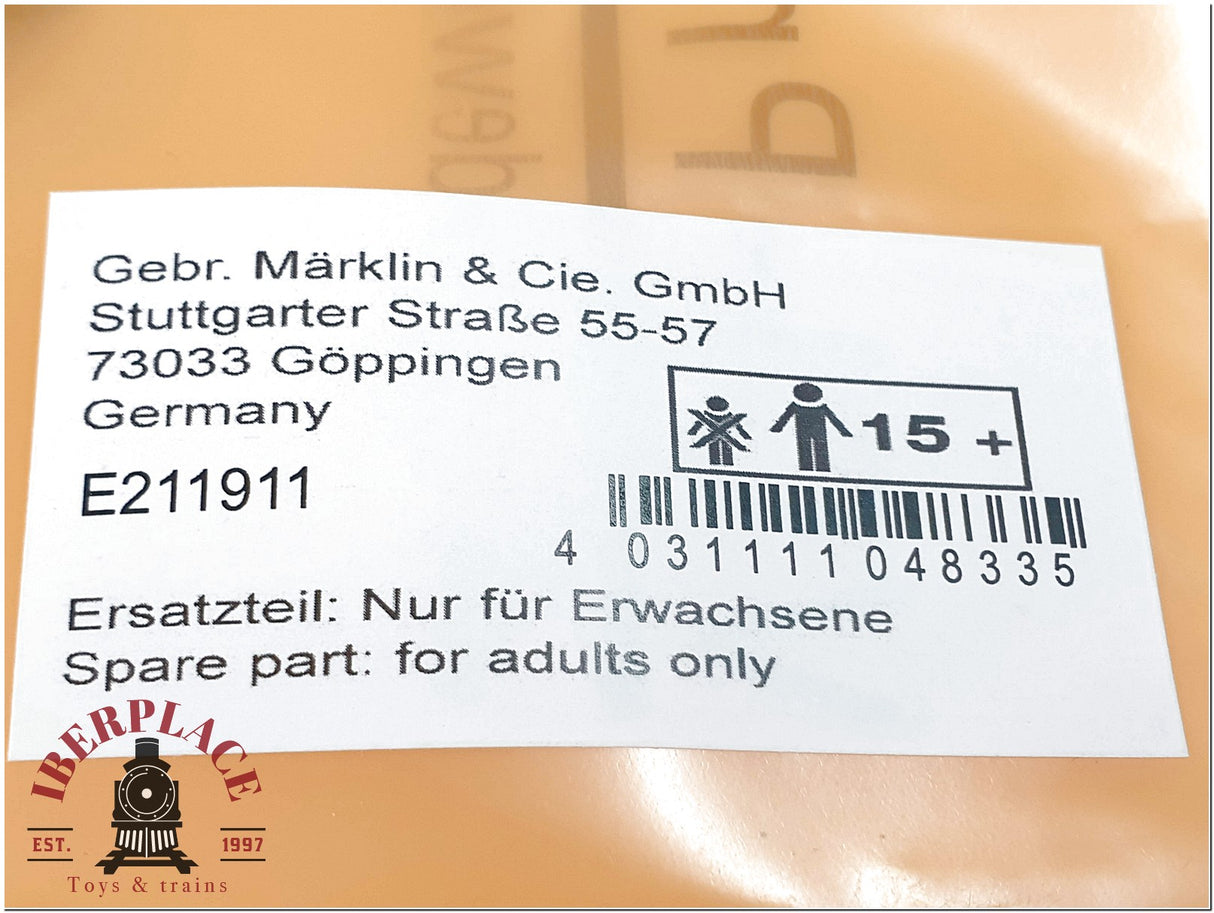 Gebr. Märklin & Cie. GmbH
Stuttgarter Straße 55-57
73033 Göppingen
Germany
15 +
E211911
4 031111 048335
Ersatzteil: Nur für Erwachsene
Spare part: for adults only
IBERPLACE
EST. 1997
Toys & trains